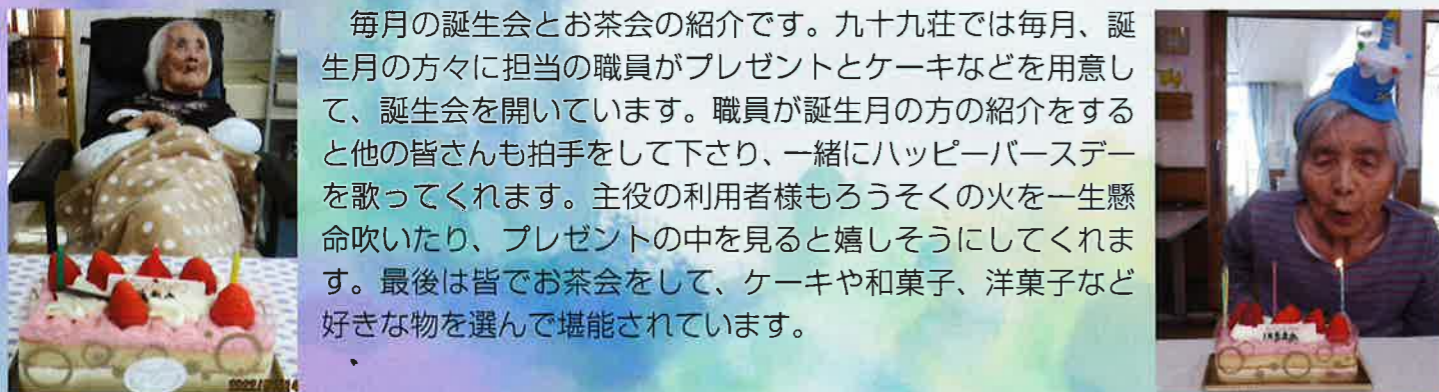 毎月の誕生会とお茶会の紹介です。九十九荘では毎月、誕
生月の方々に担当の職員がプレゼントとケーキなどを用意し
て、誕生会を開いています。職員が誕生月の方の紹介をする
と他の皆さんも拍手をして下さり、一緒にハッピーバースデー
を歌ってくれます。主役の利用者様もろうそくの火を一生懸
命吹いたり、プレゼントの中を見ると嬉しそうにしてくれま
す。最後は皆でお茶会をして、ケーキや和菓子、洋菓子など
好きな物を選んで堪能されています。